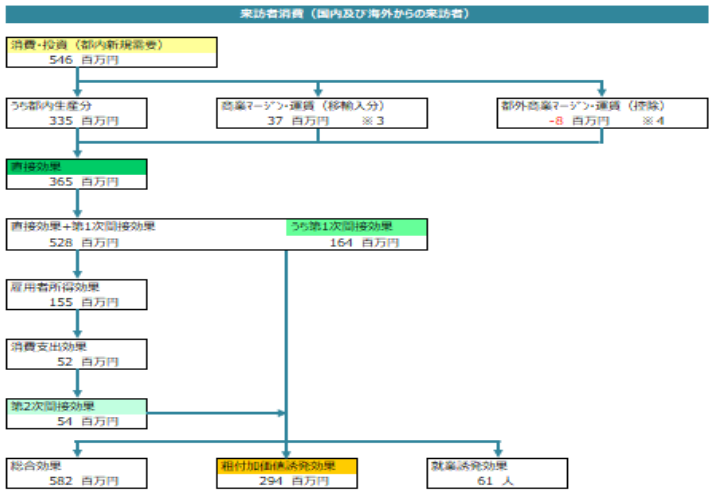 来訪者消費（国内及び海外からの来訪者）
消費・投資（都内新規需要）
546 百万円
うち都内生産分
335 百万円
商業マージン・運賃（移輸入分）
37 百万円 ※3
都外商業マージン・運賃（控除）
-8 百万円 ※4
直接効果
365 百万円
直接効果+第1次間接効果
528 百万円
うち第1次間接効果
164 百万円
雇用者所得効果
155 百万円
消費支出効果
52 百万円
第2次間接効果
54 百万円
総合効果
582 百万円
粗付加価値誘発効果
294 百万円
就業誘発効果
61 人